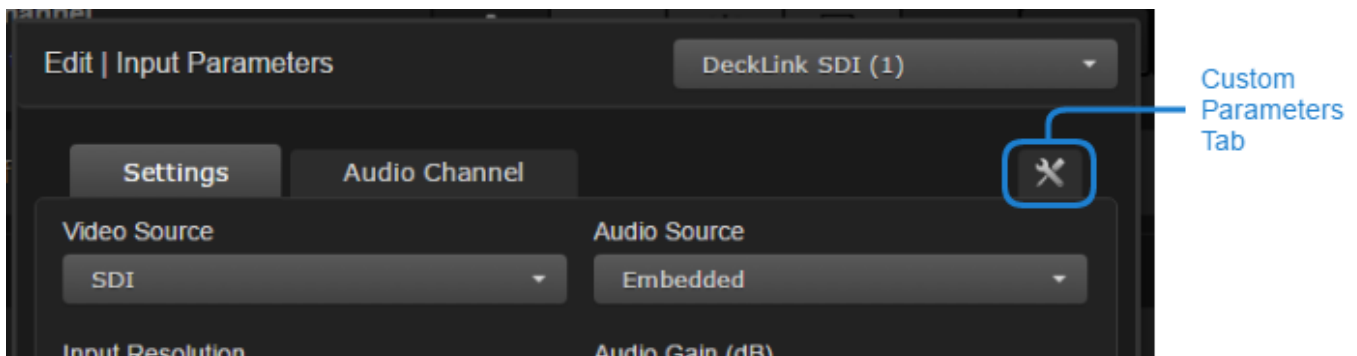 Edit | Input Parameters
DeckLink SDI (1)
Custom
Parameters
Tab
Settings
Audio Channel
Video Source
Audio Source
SDI
Embedded
Input Resolution
Audio Gain (dB)